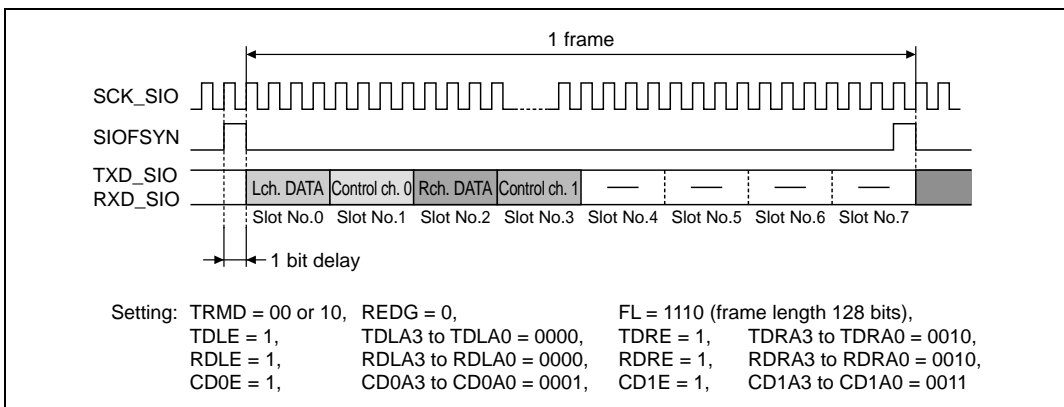 1 frame
SCK_SIO
SIOFSYN
TXD_SIO
RXD_SIO
Lch. DATA Control ch. 0 Rch. DATA Control ch. 1
Slot No.0 Slot No.1 Slot No.2 Slot No.3 Slot No.4 Slot No.5 Slot No.6 Slot No.7
1 bit delay
Setting: TRMD = 00 or 10, REDG = 0, FL = 1110 (frame length 128 bits),
TDLE = 1, TDLA3 to TDLA0 = 0000, TDRE = 1, TDRA3 to TDRA0 = 0010,
RDLE = 1, RDLA3 to RDLA0 = 0000, RDRE = 1, RDRA3 to RDRA0 = 0010,
CD0E = 1, CD0A3 to CD0A0 = 0001, CD1E = 1, CD1A3 to CD1A0 = 0011